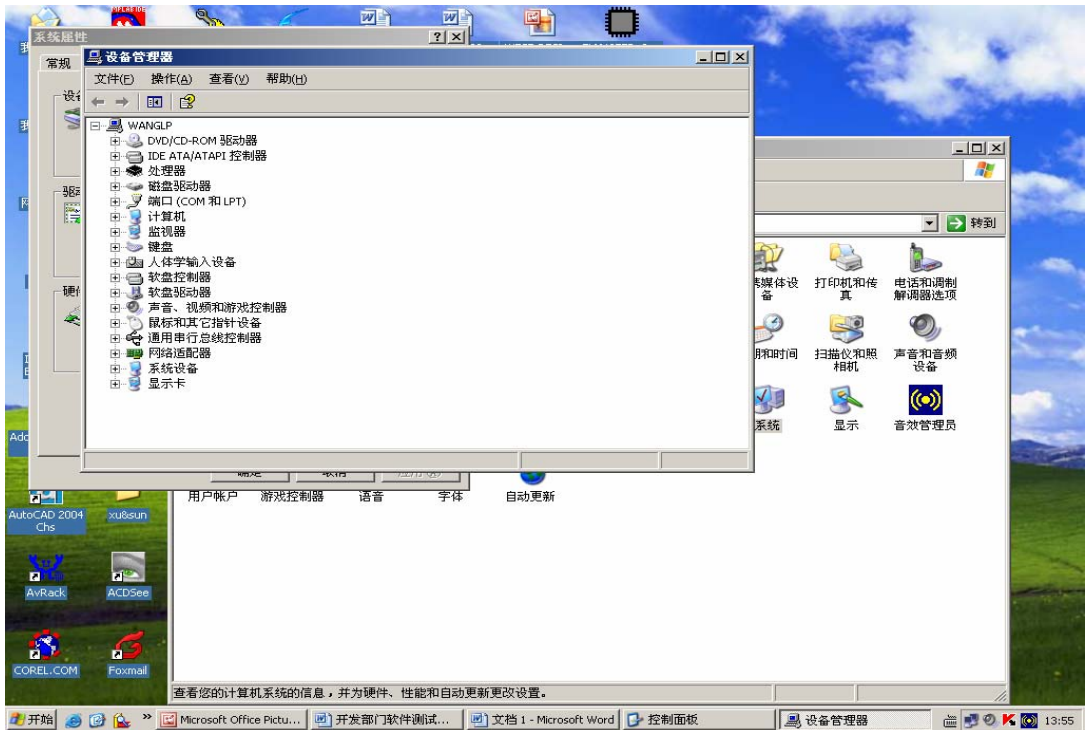 系统属性
常规
设备管理器
文件(F) 操作(A) 查看(V) 帮助(H)
WANGLP
DVD/CD-ROM 驱动器
IDE ATA/ATAPI 控制器
处理器
磁盘驱动器
端口 (COM 和 LPT)
计算机
监视器
键盘
人体学输入设备
软盘控制器
软盘驱动器
声音、视频和游戏控制器
鼠标和其它指针设备
通用串行总线控制器
网络适配器
系统设备
显示卡
转到
打印机和传真
电话和调制解调器选项
扫描仪和照相机
声音和音频设备
系统
显示
音效管理员
用户帐户
游戏控制器
语音
字体
自动更新
AutoCAD 2004
Chs
xu&sun
AvRack
ACDSee
COREL.COM
Foxmail
查看您的计算机系统的信息，并为硬件、性能和自动更新更改设置。
开始
Microsoft Office Pictu...
开发部门软件测试...
文档 1 - Microsoft Word
控制面板
设备管理器
13:55